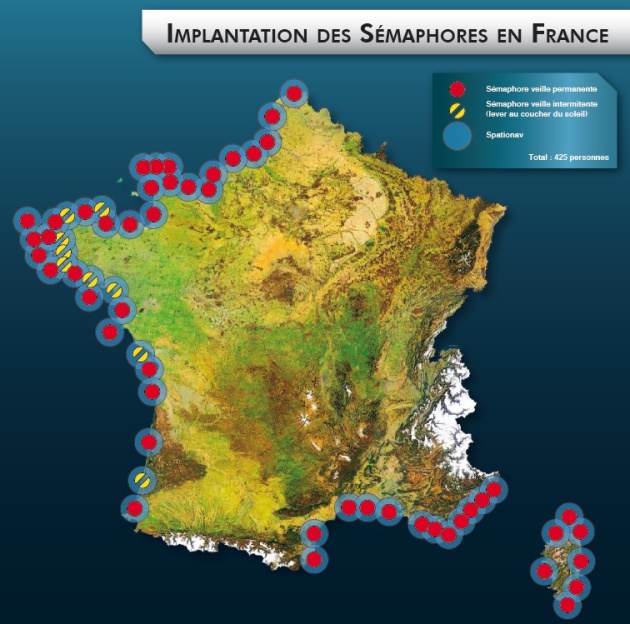 IMPLANTATION DES SÉMAPHORES EN FRANCE
Sémaphore veille permanente
Sémaphore veille intermitente
(lever au coucher du soleil)
Spationav
Total : 425 personnes